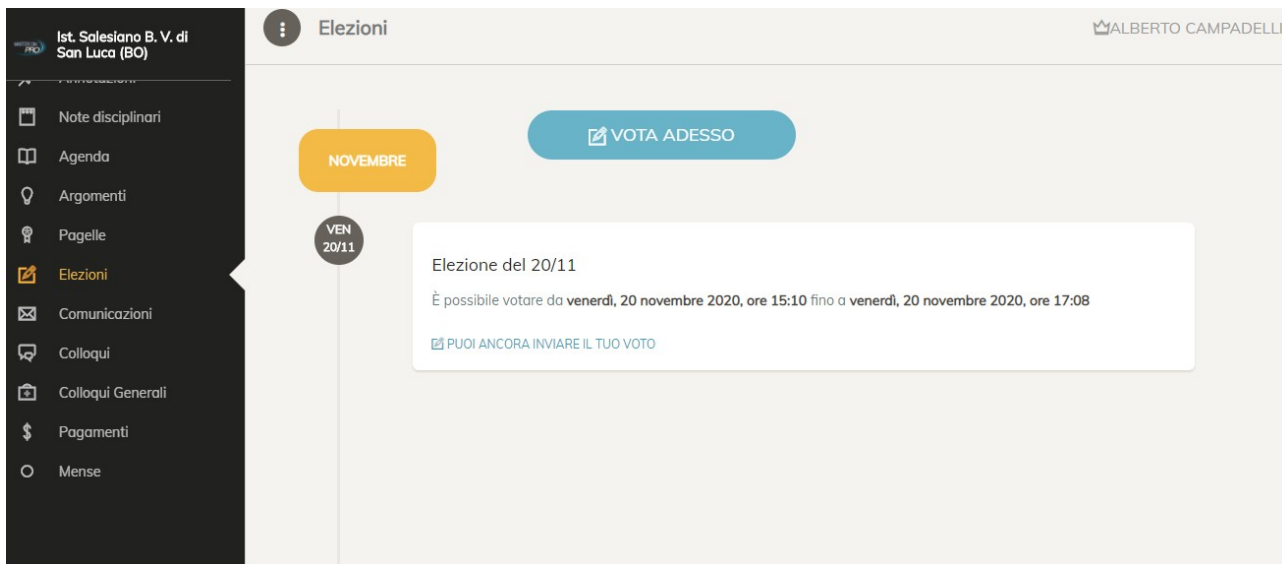 PRO
Ist. Salesiano B. V. di
San Luca (BO)
Annotazioni
Note disciplinari
Agenda
Argomenti
Pagelle
Elezioni
Comunicazioni
Colloqui
Colloqui Generali
Pagamenti
Mense
Elezioni
ALBERTO CAMPADELLI
VOTA ADESSO
NOVEMBRE
VEN
20/11
Elezione del 20/11
È possibile votare da venerdì, 20 novembre 2020, ore 15:10 fino a venerdì, 20 novembre 2020, ore 17:08
PUOI ANCORA INVIARE IL TUO VOTO